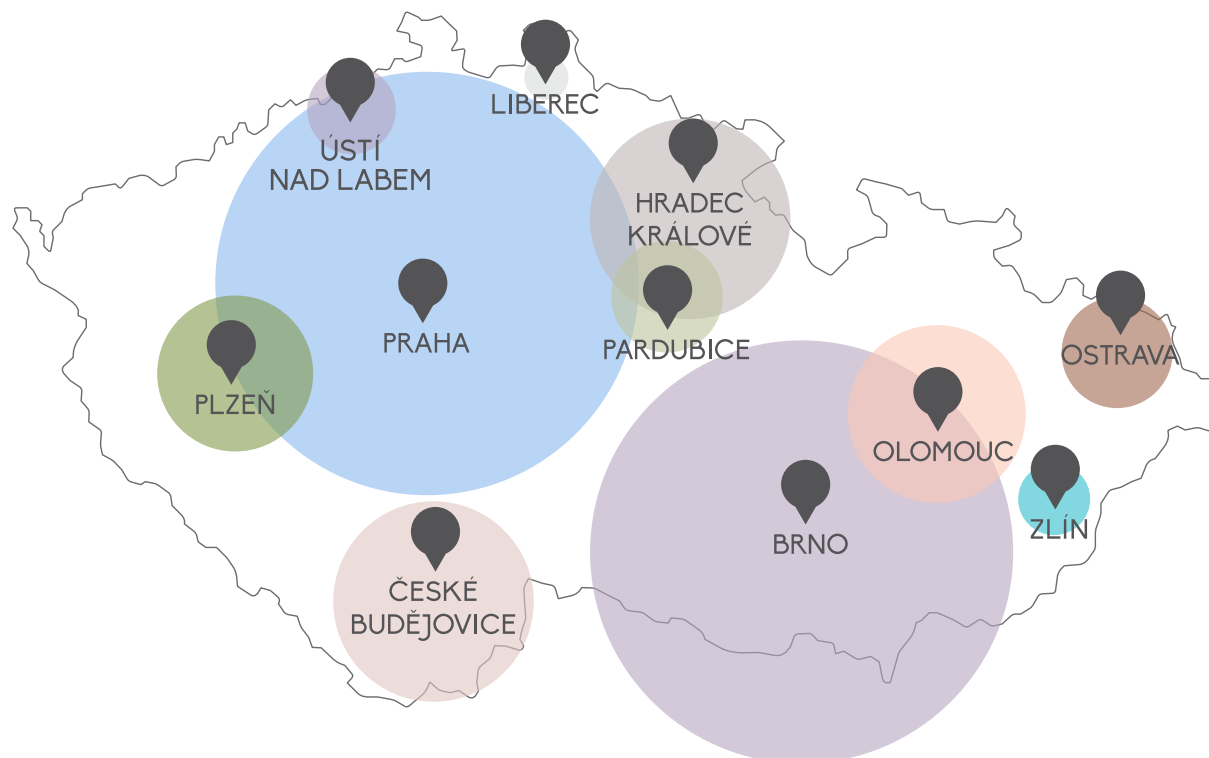 LIBEREC
ÚSTÍ
NAD LABEM
HRADEC
KRÁLOVÉ
PRAHA
PARDUBICE
OSTRAVA
PLZEŇ
OLOMOUC
ZLÍN
BRNO
ČESKÉ
BUDĚJOVICE